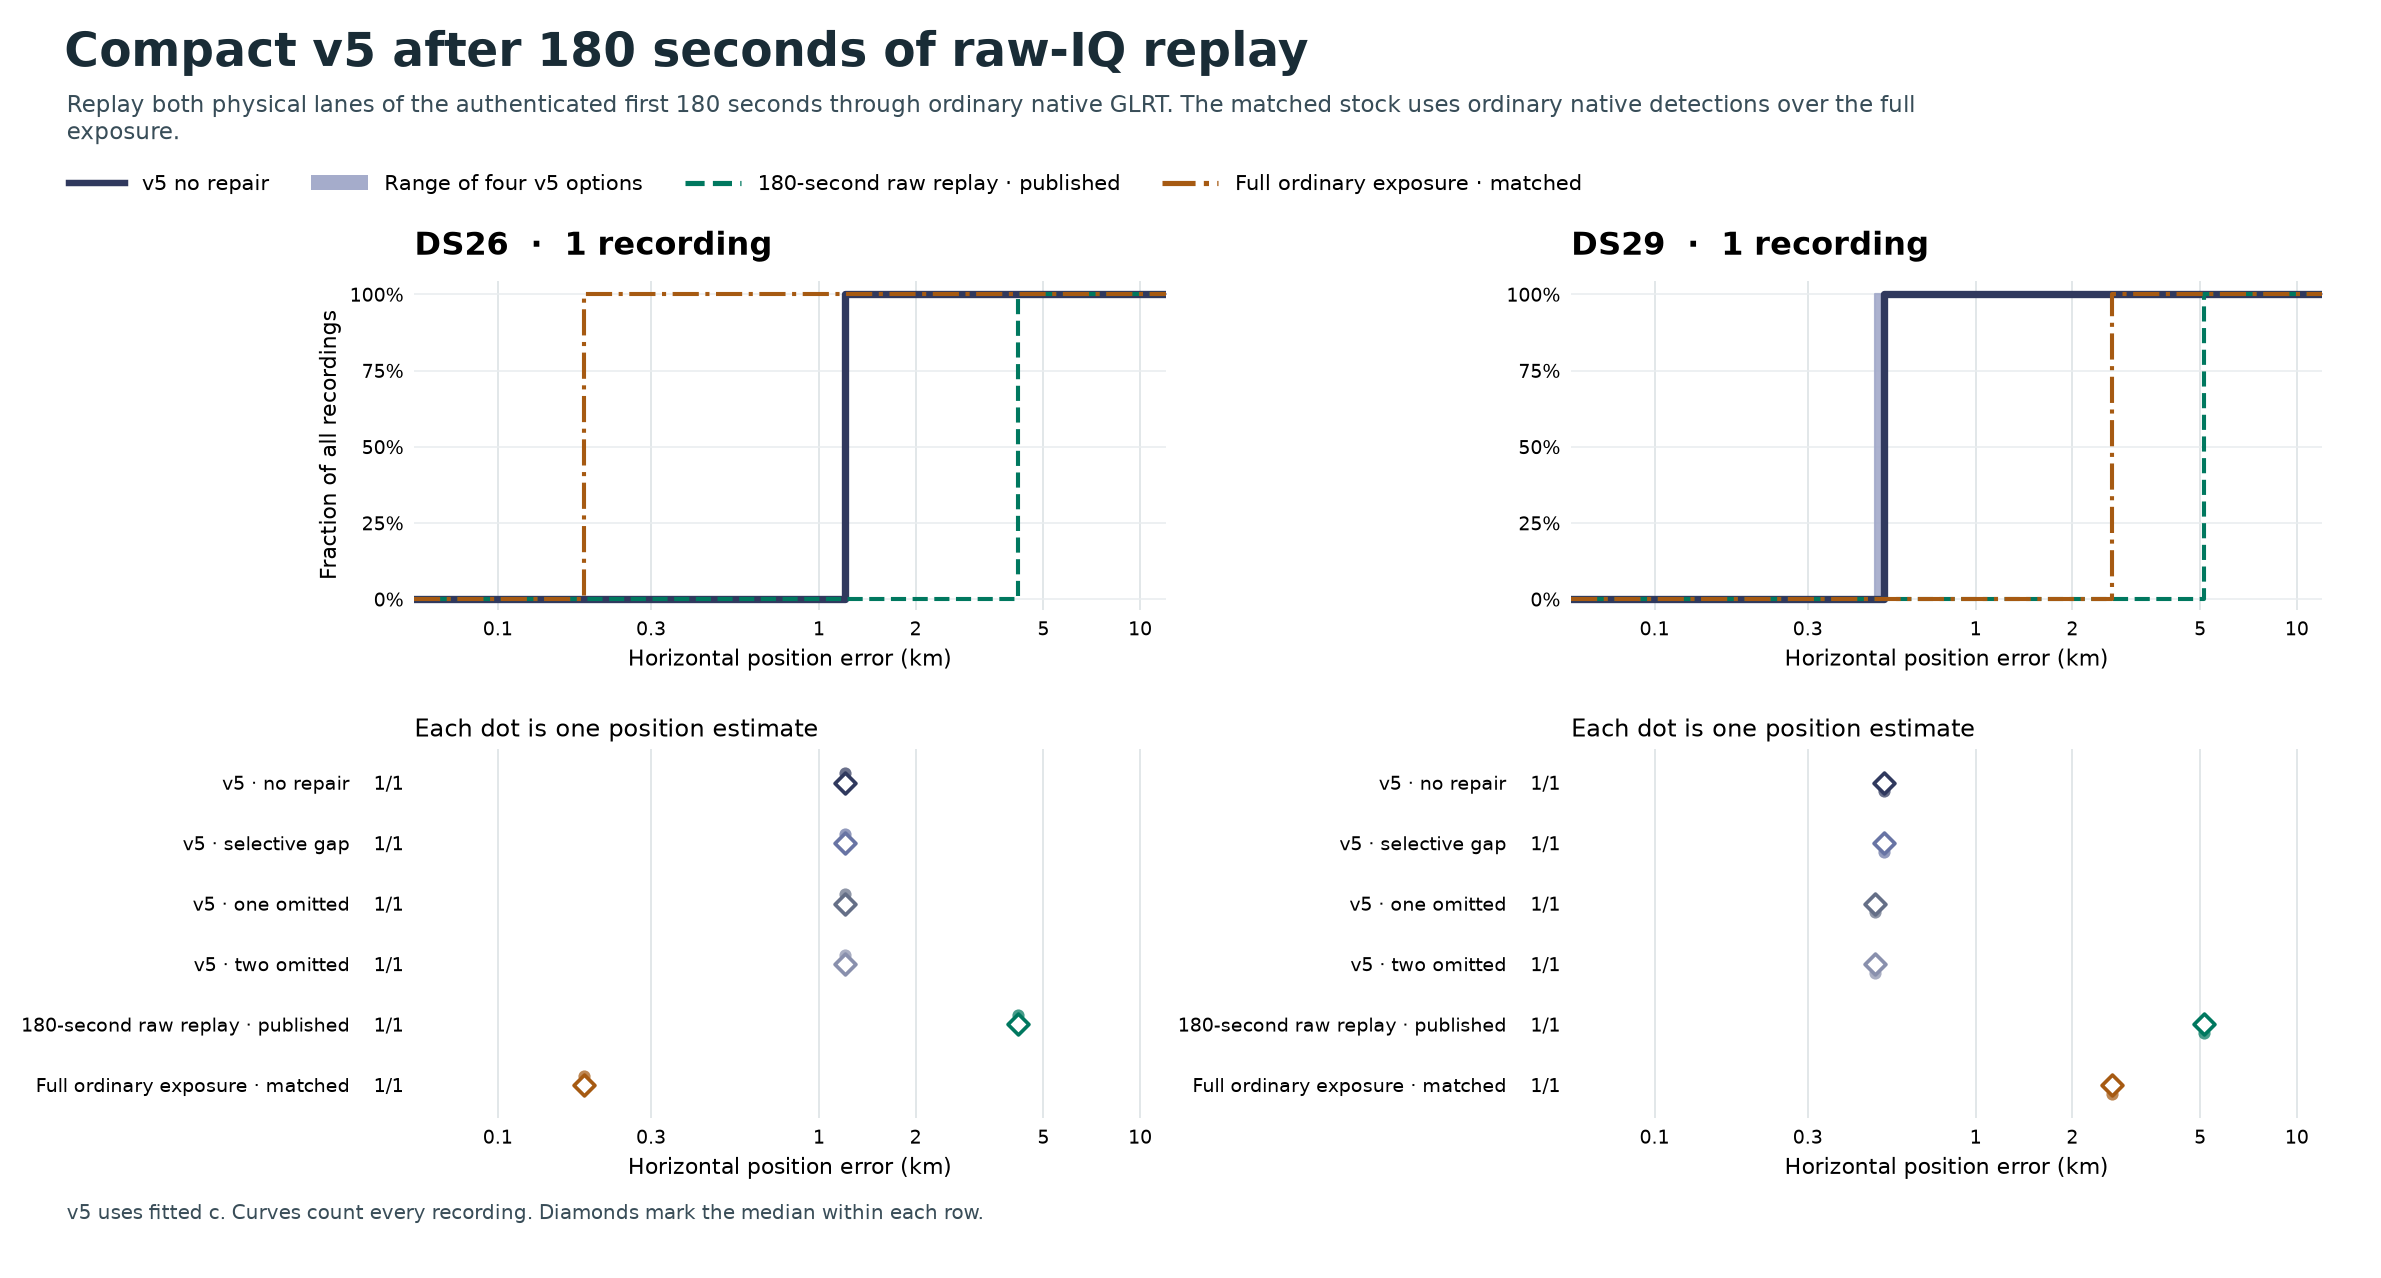 Compact v5 after 180 seconds of raw-IQ replay
Replay both physical lanes of the authenticated first 180 seconds through ordinary native GLRT. The matched stock uses ordinary native detections over the full
exposure.
v5 no repair
Range of four v5 options
180-second raw replay · published
Full ordinary exposure · matched
DS26 · 1 recording
Fraction of all recordings
100%
75%
50%
25%
0%
0.1 0.3 1 2 5 10
Horizontal position error (km)
DS29 · 1 recording
100%
75%
50%
25%
0%
0.1 0.3 1 2 5 10
Horizontal position error (km)
Each dot is one position estimate
v5 · no repair 1/1
v5 · selective gap 1/1
v5 · one omitted 1/1
v5 · two omitted 1/1
180-second raw replay · published 1/1
Full ordinary exposure · matched 1/1
0.1 0.3 1 2 5 10
Horizontal position error (km)
Each dot is one position estimate
v5 · no repair 1/1
v5 · selective gap 1/1
v5 · one omitted 1/1
v5 · two omitted 1/1
180-second raw replay · published 1/1
Full ordinary exposure · matched 1/1
0.1 0.3 1 2 5 10
Horizontal position error (km)
v5 uses fitted c. Curves count every recording. Diamonds mark the median within each row.